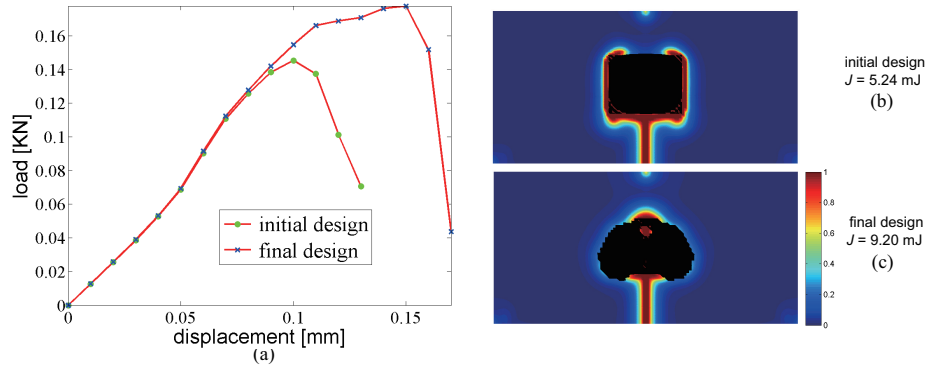 0.16
0.14
0.12
0.1
0.08
0.06
0.04
0.02
0
load [KN]
initial design
final design
0
0.05
0.1
0.15
displacement [mm]
(a)
initial design
J = 5.24 mJ
(b)
1
0.8
0.6
0.4
0.2
0
final design
J = 9.20 mJ
(c)